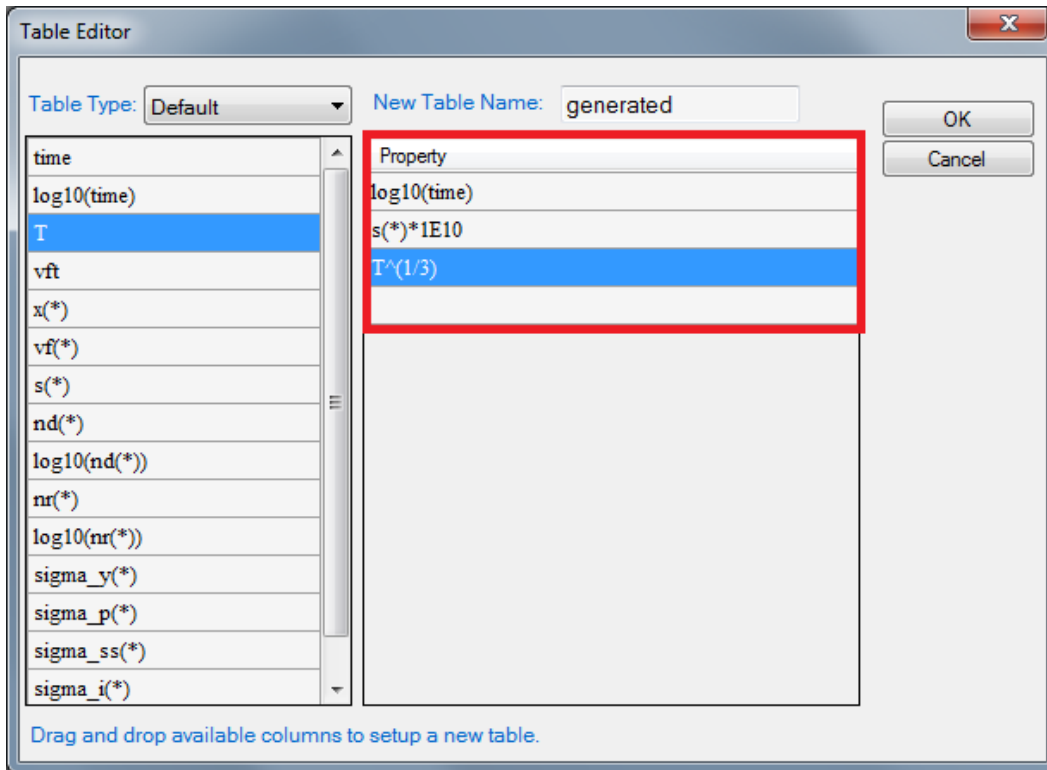 Table Editor
Table Type: Default
New Table Name: generated
OK
Cancel
time
log10(time)
T
vft
x(*)
vf(*)
s(*)
nd(*)
log10(nd(*))
nr(*)
log10(nr(*))
sigma_y(*)
sigma_p(*)
sigma_ss(*)
sigma_i(*)
Property
log10(time)
s(*)*1E10
T^(1/3)
Drag and drop available columns to setup a new table.